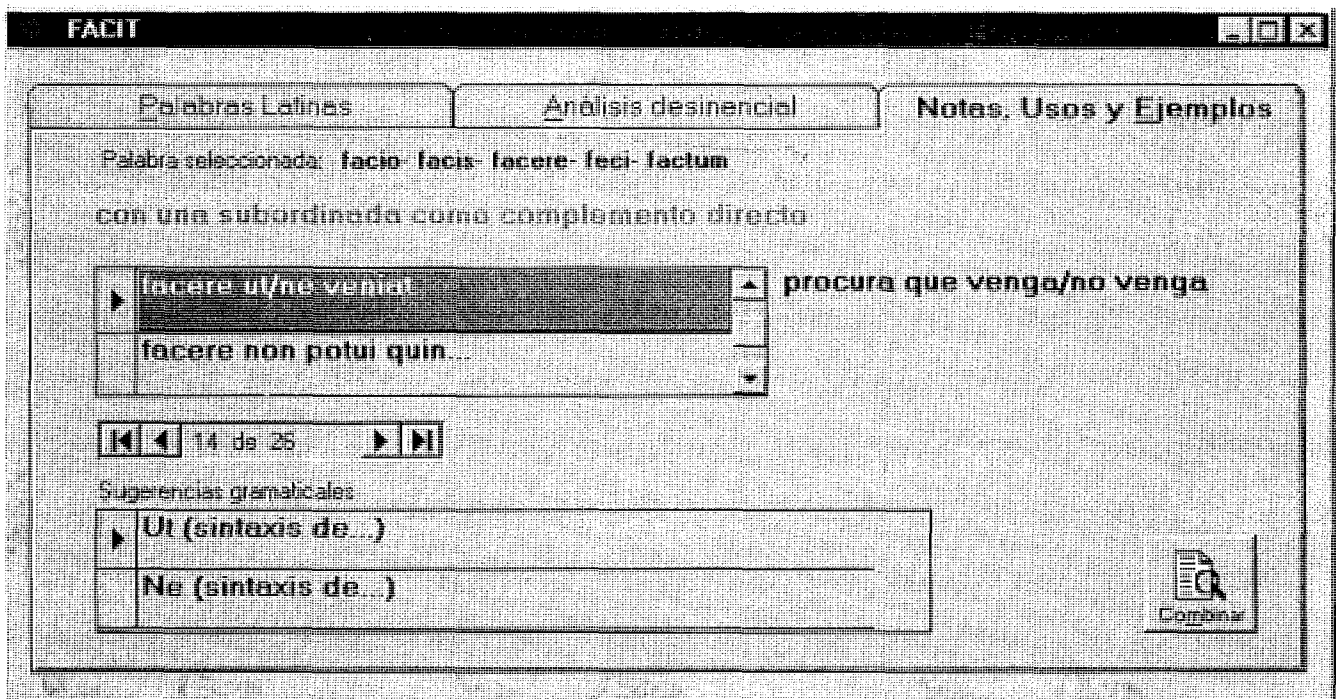 FACIT
Palabras Latinas Análisis desinencial Notas, Usos y Ejemplos
Palabra seleccionada: facio- facis- facere- feci- factum
con una subordinada como complemento directo
facere ut/ne veniat procura que venga/no venga
facere non potui quin...
14 de 26
Sugerencias gramaticales
Ut (sintaxis de...)
Ne (sintaxis de...)
Combinar